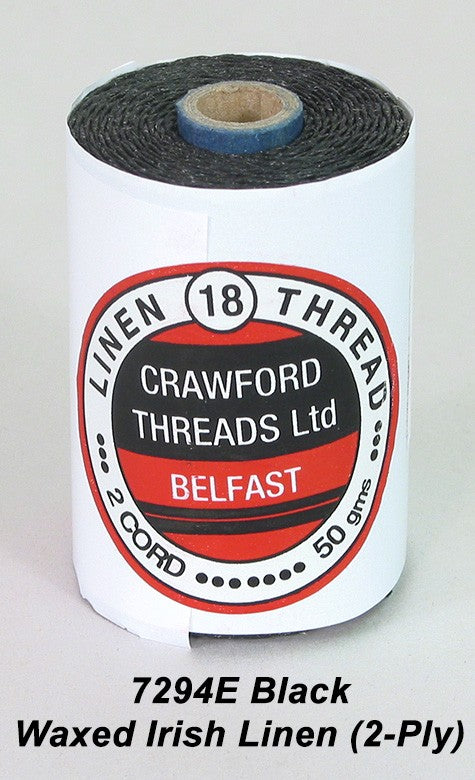 LINEN 18 THREAD
CRAWFORD
THREADS Ltd
BELFAST
2 CORD 50 gms
7294E Black
Waxed Irish Linen (2-Ply)